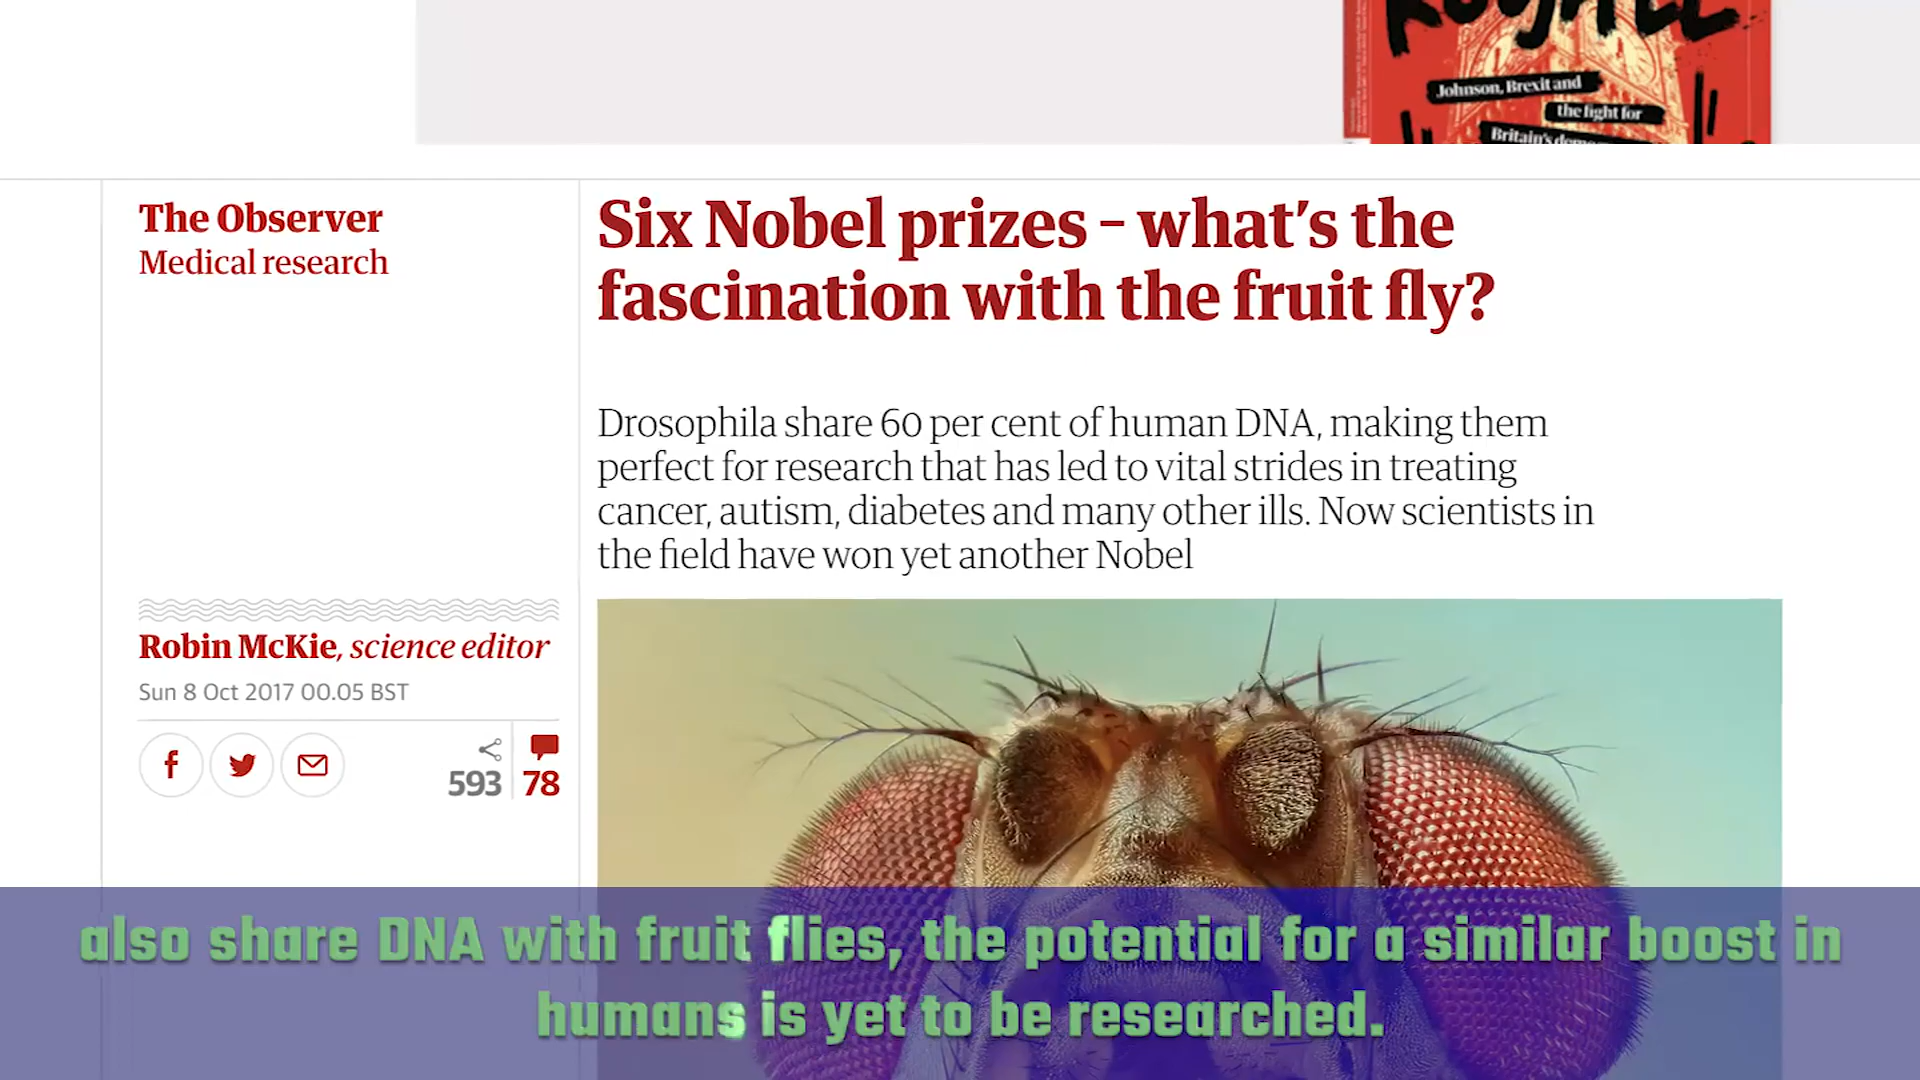 Johnson, Brexit and
the fight for
Britain's
The Observer
Medical research
Six Nobel prizes – what's the
fascination with the fruit fly?
Drosophila share 60 per cent of human DNA, making them
perfect for research that has led to vital strides in treating
cancer, autism, diabetes and many other ills. Now scientists in
the field have won yet another Nobel
Robin McKie, science editor
Sun 8 Oct 2017 00.05 BST
593
78
also share DNA with fruit flies, the potential for a similar boost in
humans is yet to be researched.